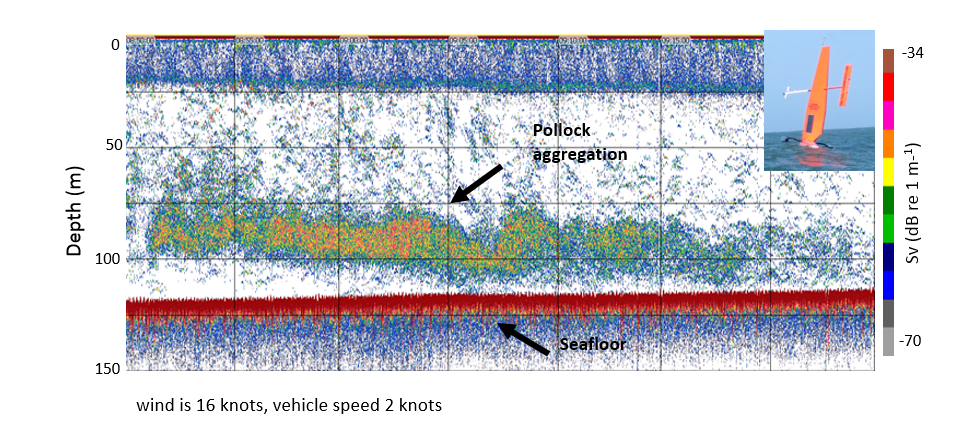 0
-34
Pollock
aggregation
50
Depth (m)
Sv (dB re 1 m-1)
100
Seafloor
-70
150
wind is 16 knots, vehicle speed 2 knots